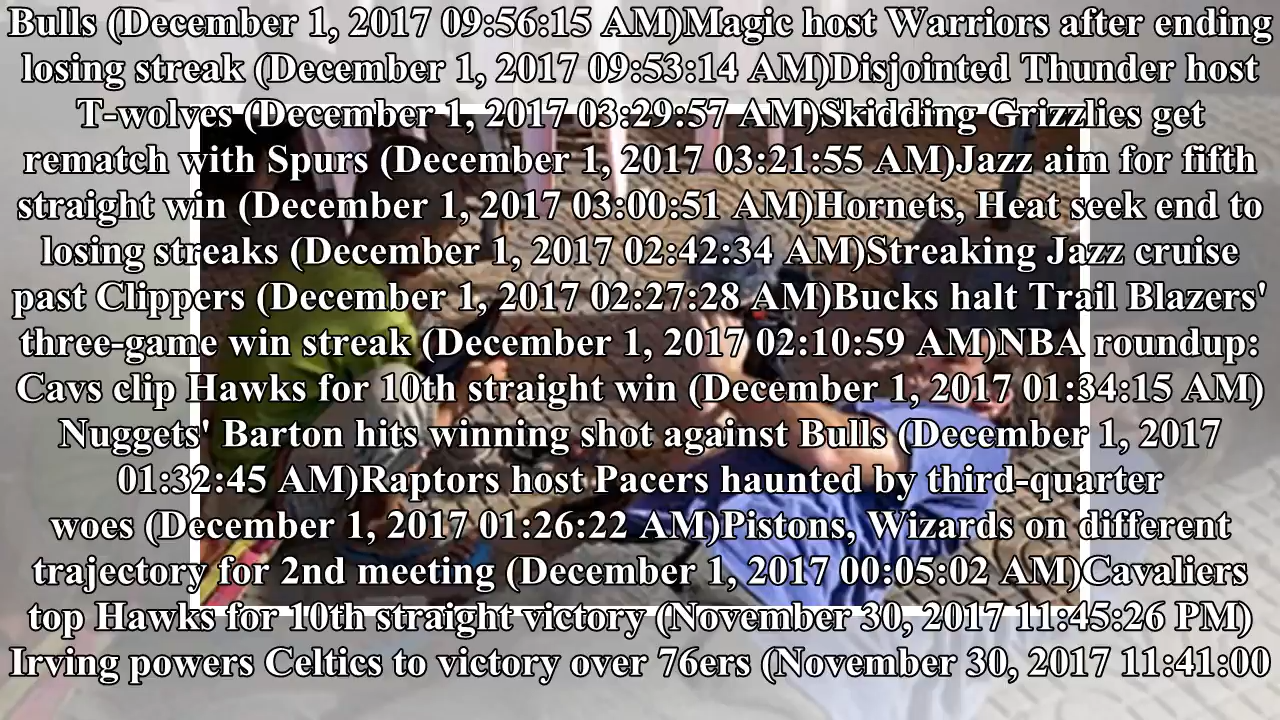 Bulls (December 1, 2017 09:56:15 AM)Magic host Warriors after ending
losing streak (December 1, 2017 09:53:14 AM)Disjointed Thunder host
T-wolves (December 1, 2017 03:29:57 AM)Skidding Grizzlies get
rematch with Spurs (December 1, 2017 03:21:55 AM)Jazz aim for fifth
straight win (December 1, 2017 03:00:51 AM)Hornets, Heat seek end to
losing streaks (December 1, 2017 02:42:34 AM)Streaking Jazz cruise
past Clippers (December 1, 2017 02:27:28 AM)Bucks halt Trail Blazers'
three-game win streak (December 1, 2017 02:10:59 AM)NBA roundup:
Cavs clip Hawks for 10th straight win (December 1, 2017 01:34:15 AM)
Nuggets' Barton hits winning shot against Bulls (December 1, 2017
01:32:45 AM)Raptors host Pacers haunted by third-quarter
woes (December 1, 2017 01:26:22 AM)Pistons, Wizards on different
trajectory for 2nd meeting (December 1, 2017 00:05:02 AM)Cavaliers
top Hawks for 10th straight victory (November 30, 2017 11:45:26 PM)
Irving powers Celtics to victory over 76ers (November 30, 2017 11:41:00